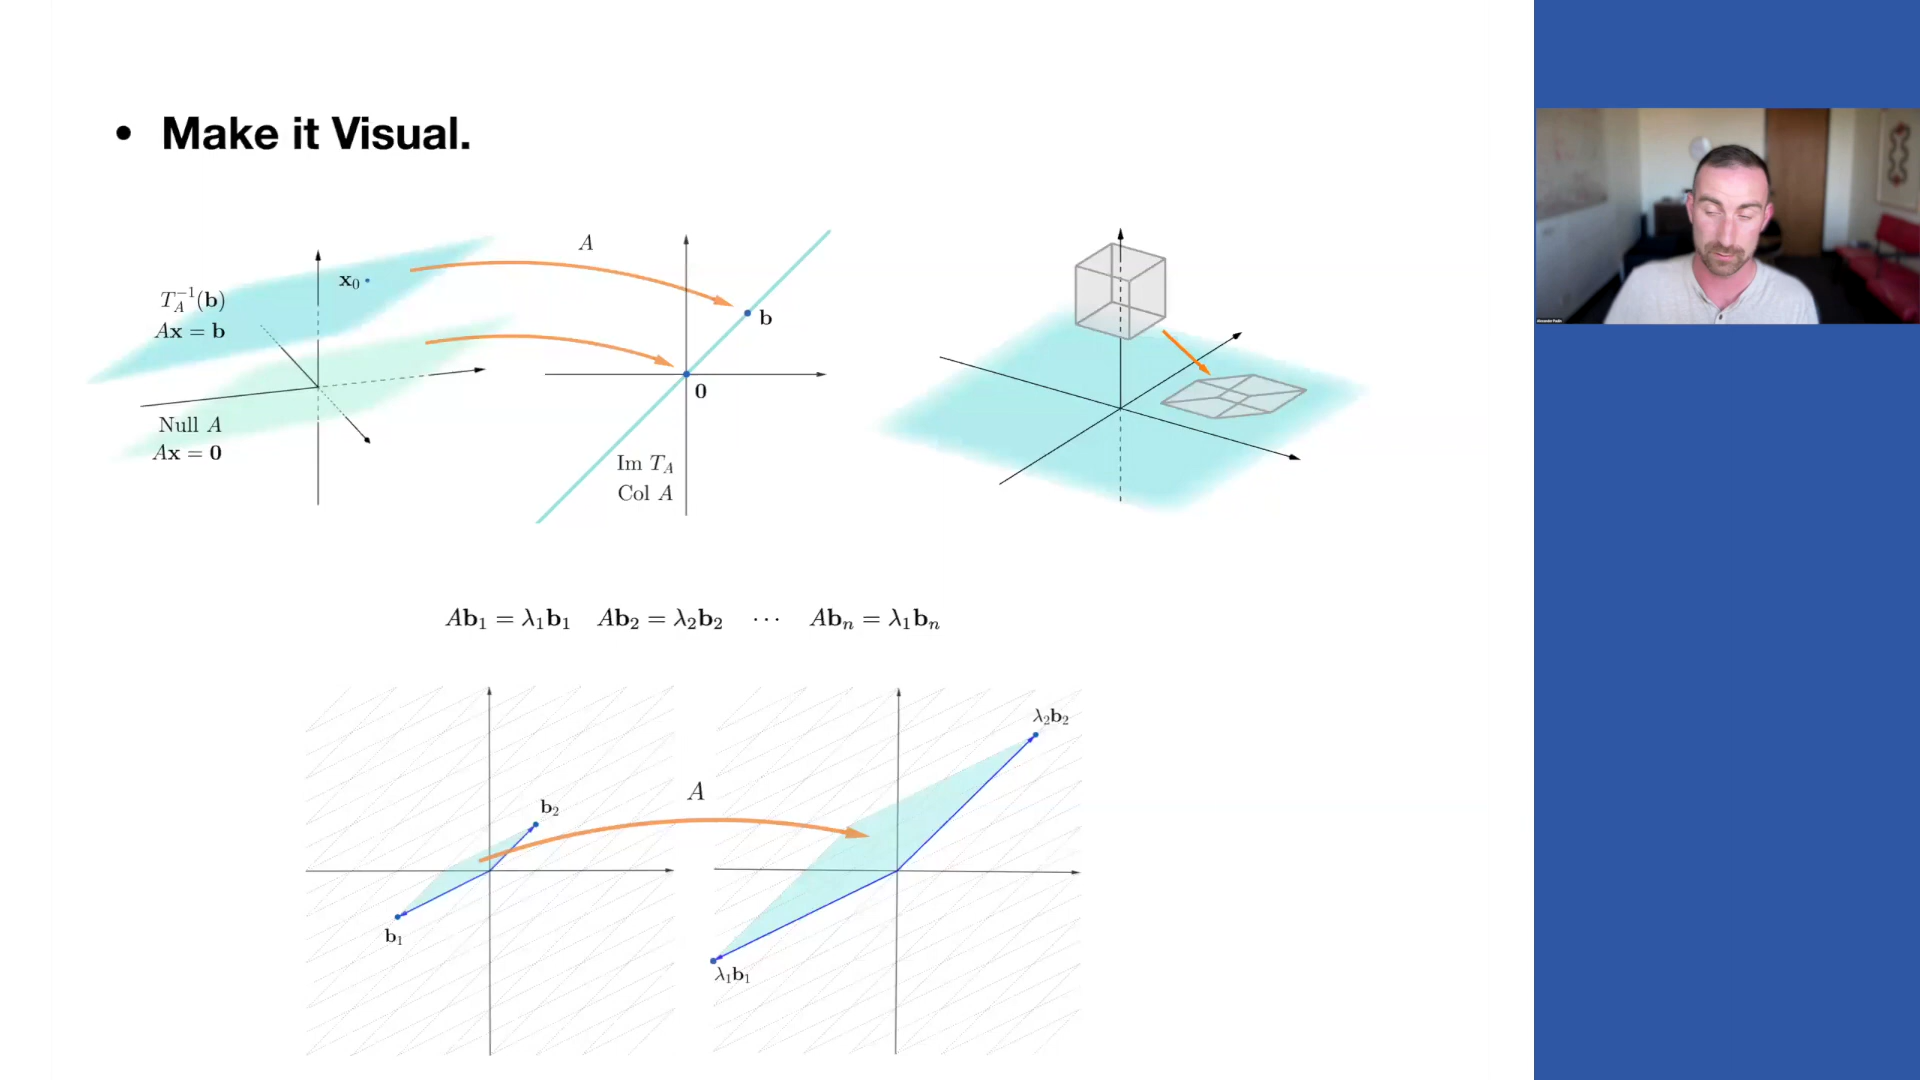 • Make it Visual.
A
x₀
T_A⁻¹(b)
Ax = b
b
0
Null A
Ax = 0
Im T_A
Col A
Ab₁ = λ₁b₁ Ab₂ = λ₂b₂ ··· Abₙ = λ₁bₙ
λ₂b₂
A
b₂
b₁
λ₁b₁